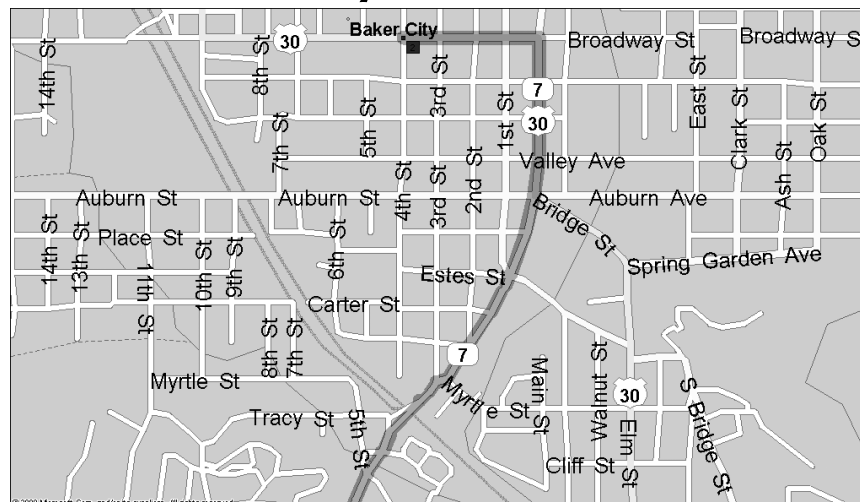 Baker City
30
Broadway St
Broadway S
14th St
8th St
3rd St
5th St
7
30
1st St
East St
Clark St
Oak St
7th St
Valley Ave
Ash St
Auburn St
Auburn St
4th St
3rd St
2nd St
Auburn Ave
Bridge St
14th St
13th St
Place St
11th St
10th St
9th St
6th St
Estes St
Spring Garden Ave
Carter St
8th St
7th St
7
Myrtle St
Myrtle St
Main St
Walnut St
30
S Bridge St
Tracy St
5th St
Elm St
Cliff St